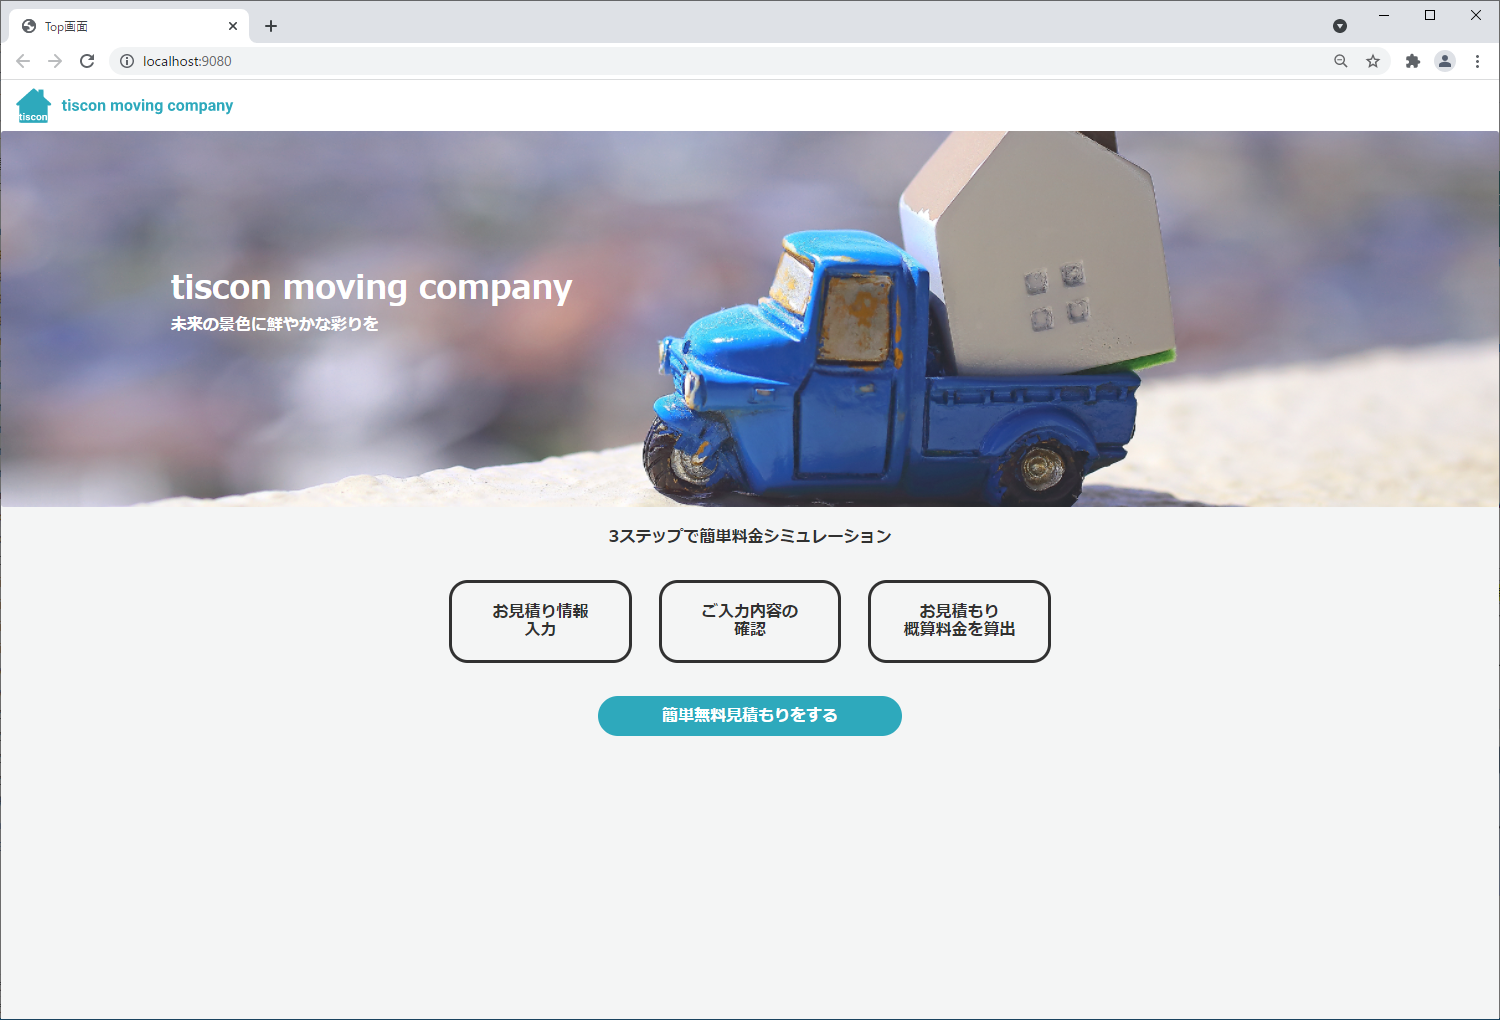 Top画面
localhost:9080
tiscon
tiscon moving company
tiscon moving company
未来の景色に鮮やかな彩りを
3ステップで簡単料金シミュレーション
お見積り情報
入力
ご入力内容の
確認
お見積もり
概算料金を算出
簡単無料見積もりをする